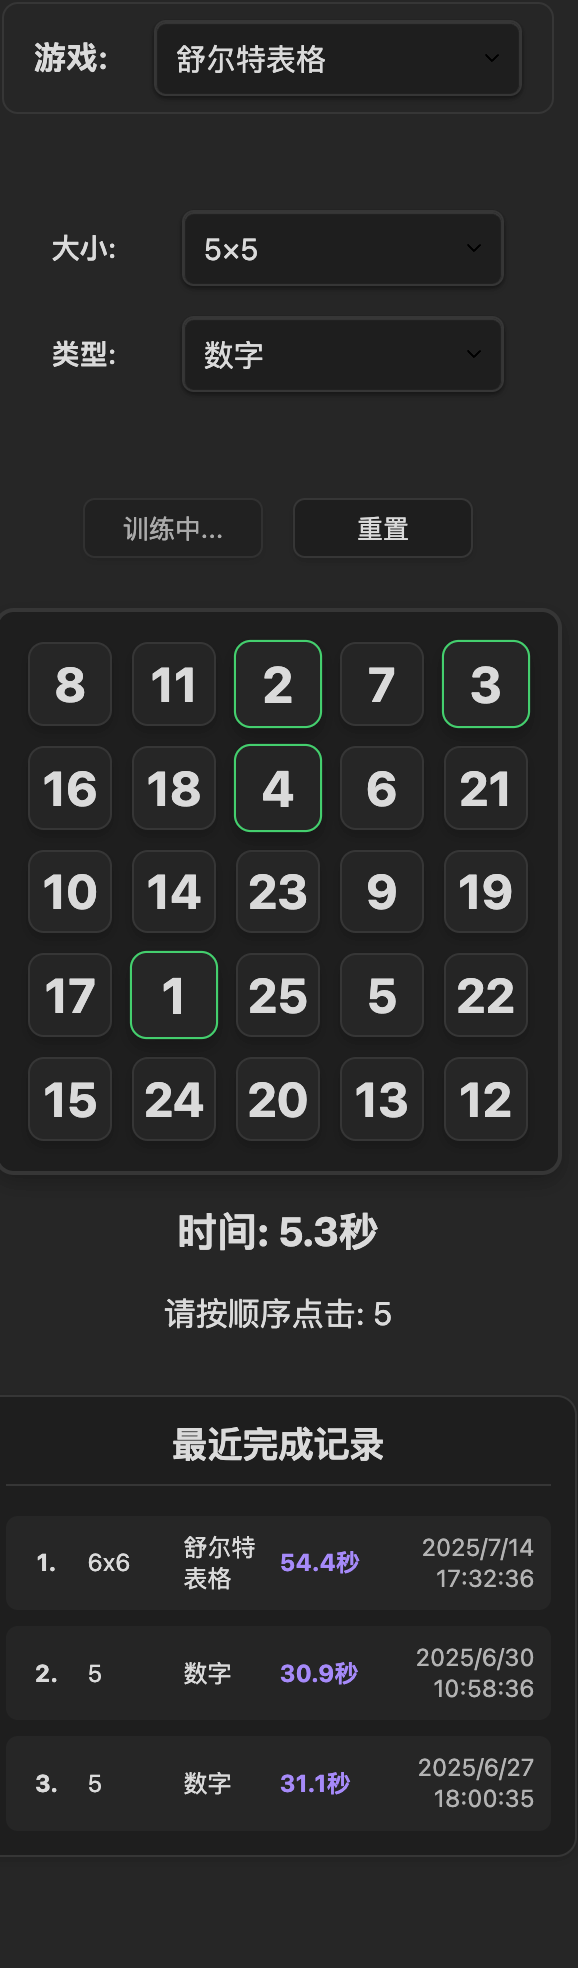 游戏: 舒尔特表格
大小: 5×5
类型: 数字
训练中... 重置
8 11 2 7 3
16 18 4 6 21
10 14 23 9 19
17 1 25 5 22
15 24 20 13 12
时间: 5.3秒
请按顺序点击: 5
最近完成记录
1. 6x6 舒尔特表格 54.4秒 2025/7/14 17:32:36
2. 5 数字 30.9秒 2025/6/30 10:58:36
3. 5 数字 31.1秒 2025/6/27 18:00:35